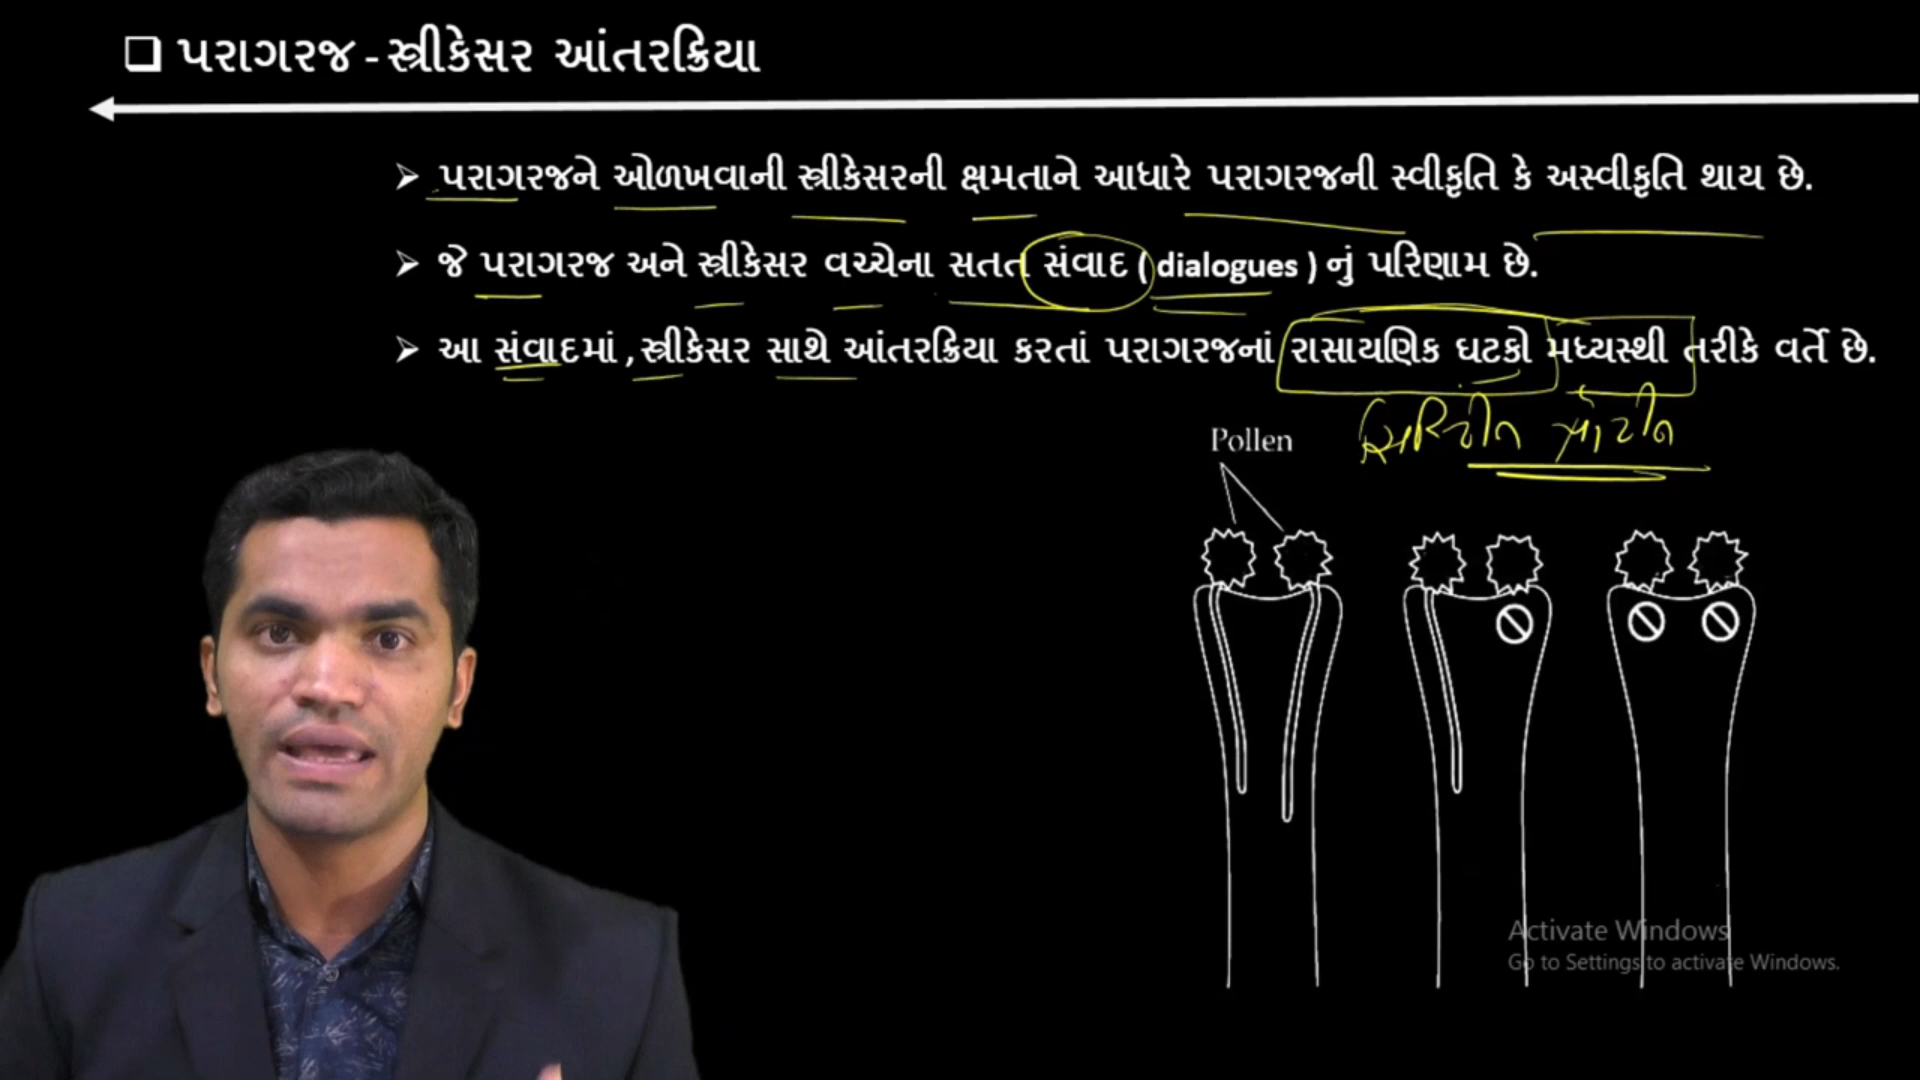 ❑ પરાગરજ - સ્ત્રીકેસર આંતરક્રિયા
➢ પરાગરજને ઓળખવાની સ્ત્રીકેસરની ક્ષમતાને આધારે પરાગરજની સ્વીકૃતિ કે અસ્વીકૃતિ થાય છે.
➢ જે પરાગરજ અને સ્ત્રીકેસર વચ્ચેના સતત સંવાદ ( dialogues ) નું પરિણામ છે.
➢ આ સંવાદમાં , સ્ત્રીકેસર સાથે આંતરક્રિયા કરતાં પરાગરજનાં રાસાયણિક ઘટકો મધ્યસ્થી તરીકે વર્તે છે.
Pollen
Activate Windows
Go to Settings to activate Windows.